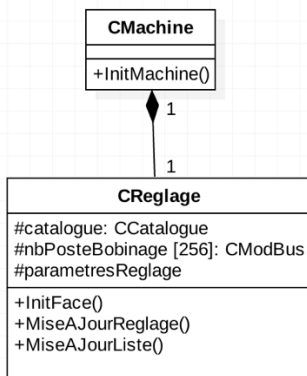 CMachine
+InitMachine()
1
1
CReglage
#catalogue: CCatalogue
#nbPosteBobinage [256]: CModBus
#parametresReglage
+InitFace()
+MiseAJourReglage()
+MiseAJourListe()